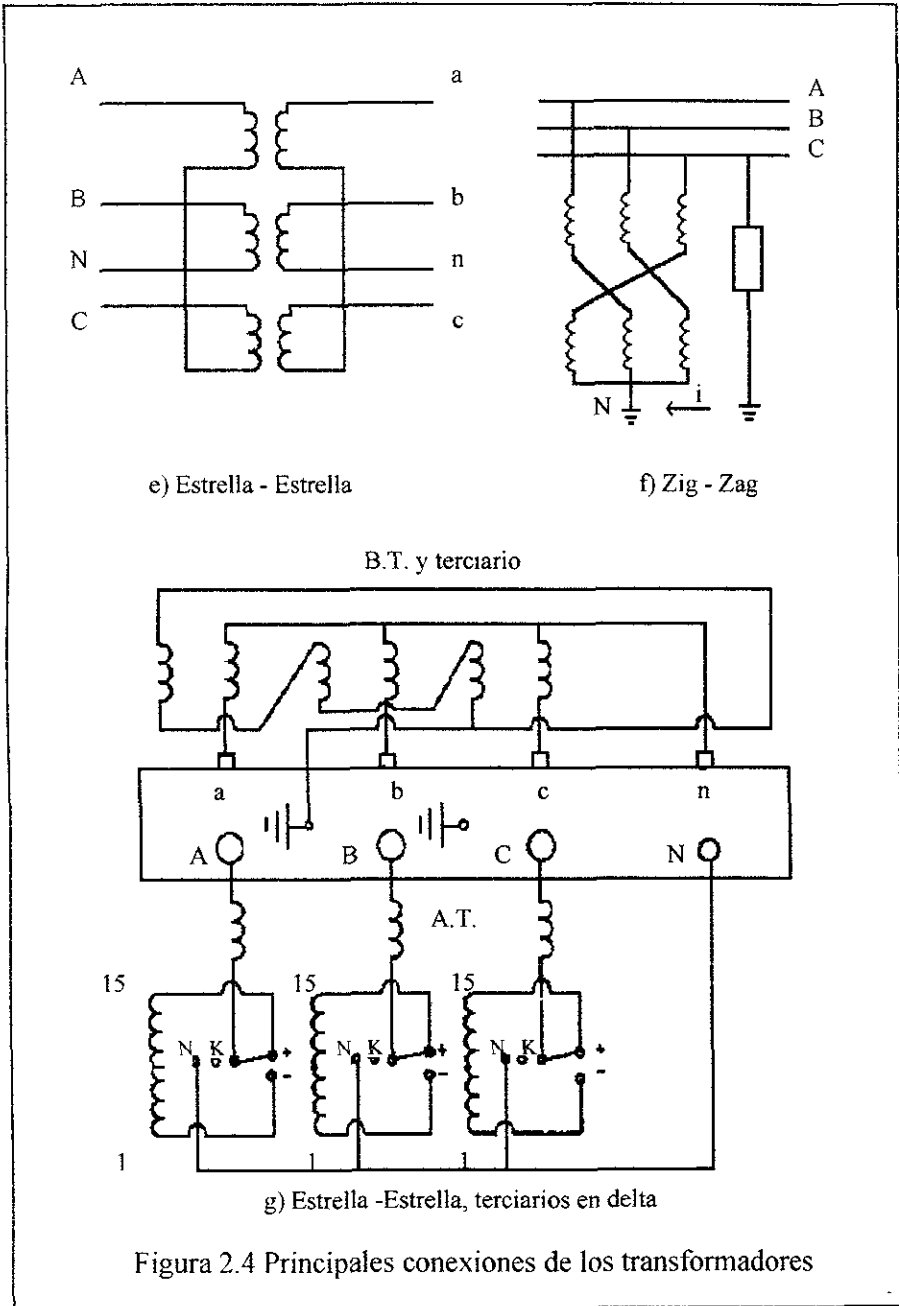 A a
B b
N n
C c
e) Estrella - Estrella
A
B
C
N i
f) Zig - Zag
B.T. y terciario
a b c n
A B C N
A.T.
15 15 15
N K + N K + N K +
- - -
1 1 1
g) Estrella -Estrella, terciarios en delta
Figura 2.4 Principales conexiones de los transformadores